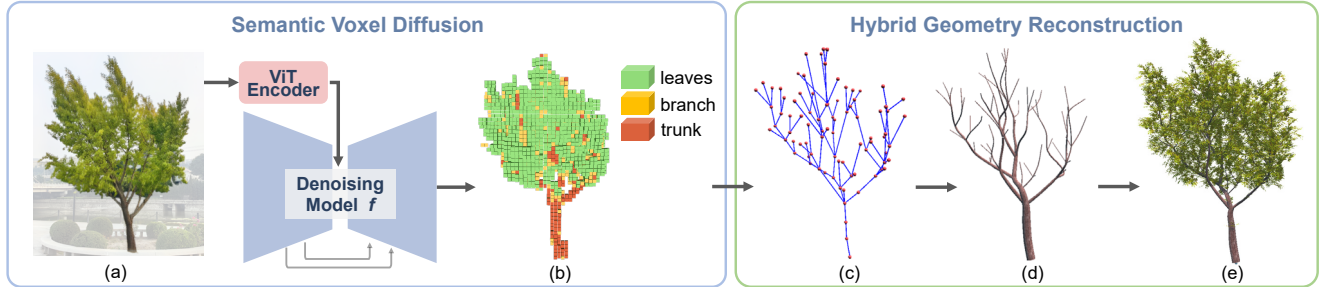 Semantic Voxel Diffusion
Hybrid Geometry Reconstruction
ViT
Encoder
leaves
branch
trunk
Denoising
Model f
(a)
(b)
(c)
(d)
(e)